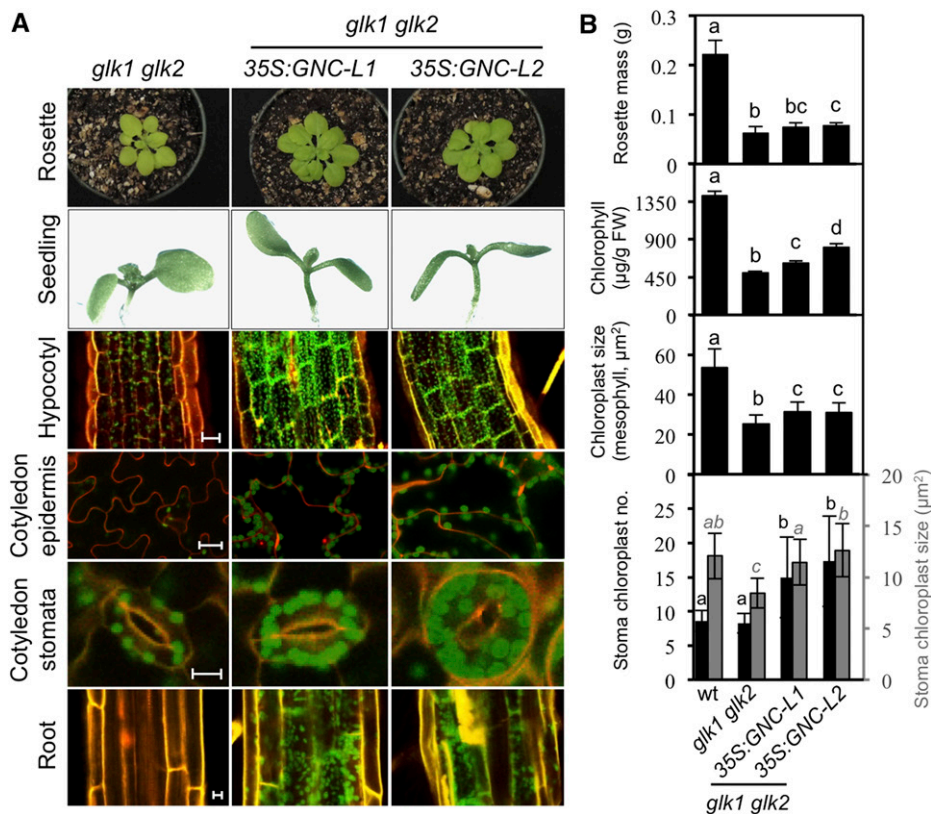 A
glk1 glk2
glk1 glk2
35S:GNC-L1
35S:GNC-L2
Rosette
Seedling
Hypocotyl
Cotyledon
epidermis
Cotyledon
stomata
Root
B
Rosette mass (g)
0.3
0.2
0.1
0
a
b
bc
c
Chlorophyll
(µg/g FW)
1350
900
450
0
a
b
c
d
Chloroplast size
(mesophyll, µm²)
60
40
20
0
a
b
c
c
Stoma chloroplast no.
25
20
15
10
5
0
a
ab
a
c
b
a
b
b
20
15
10
5
0
Stoma chloroplast size (µm²)
wt
glk1 glk2
35S:GNC-L1
35S:GNC-L2
glk1 glk2